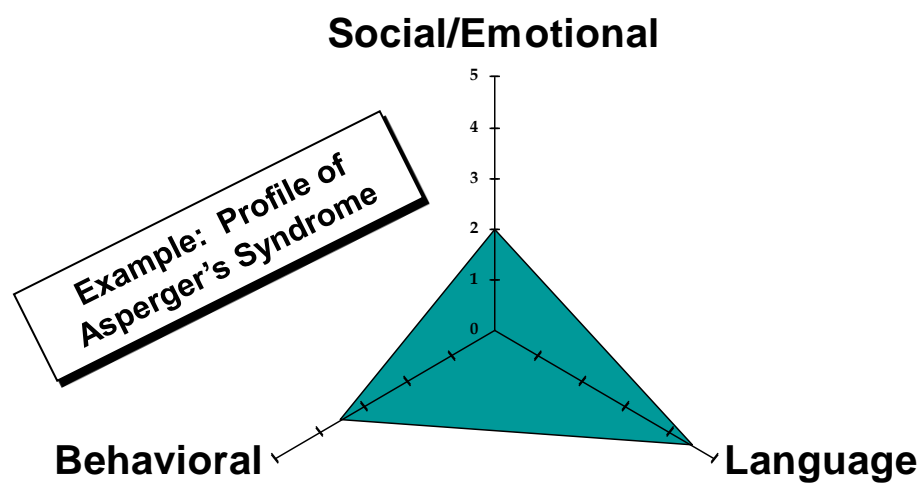 Social/Emotional
5
4
3
2
1
0
Example: Profile of
Asperger's Syndrome
Behavioral
Language